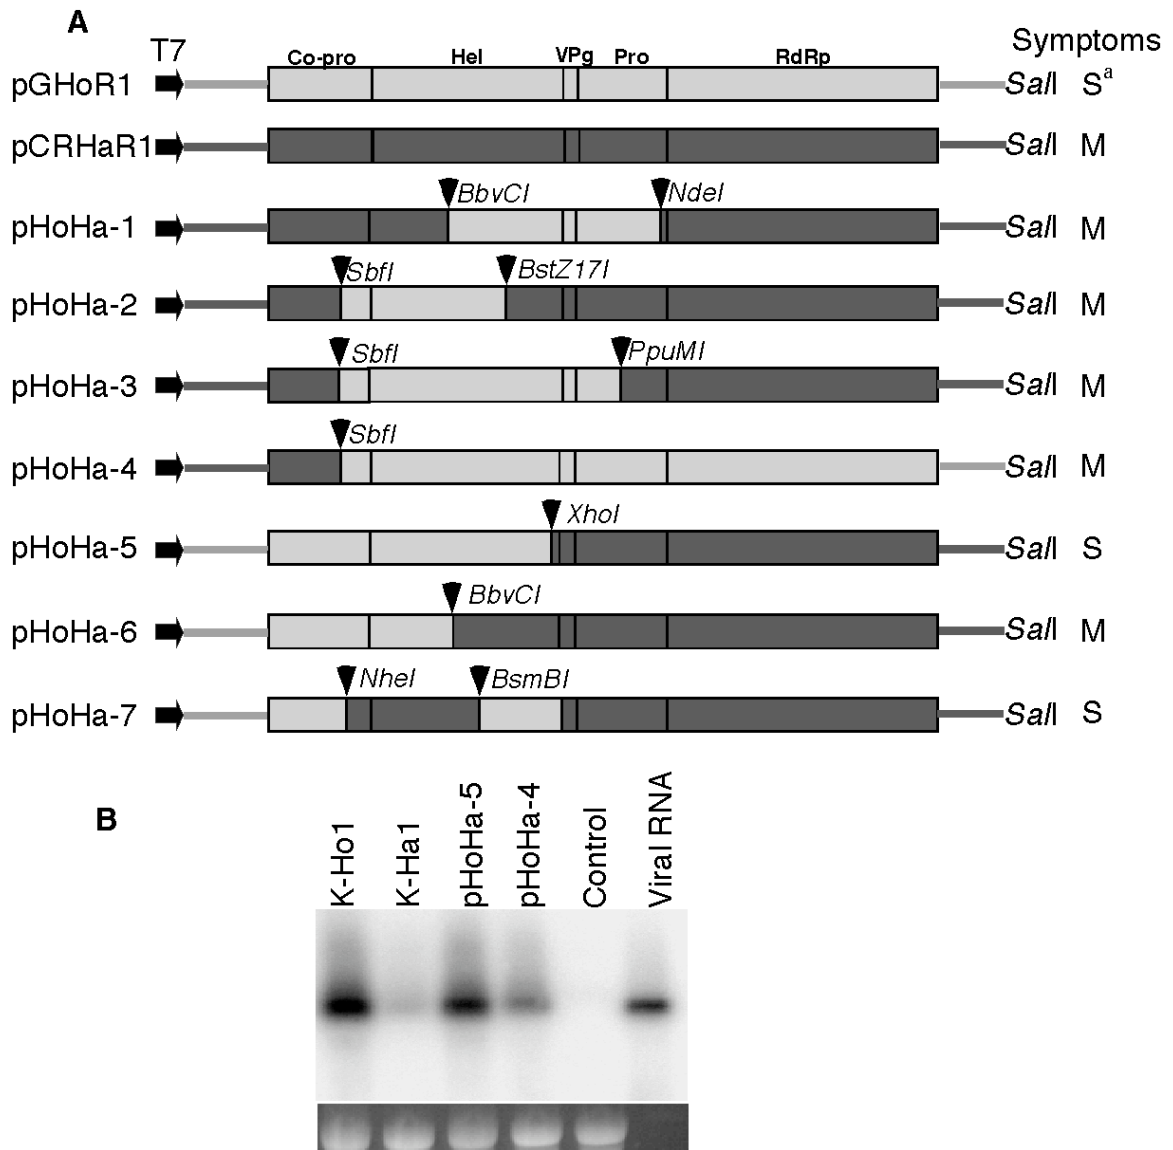 A
T7 Co-pro Hel VPg Pro RdRp Symptoms
pGHoR1 SalI Sa
pCRHaR1 SalI M
BbvCI NdeI
pHoHa-1 SalI M
SbfI BstZ17I
pHoHa-2 SalI M
SbfI PpuMI
pHoHa-3 SalI M
SbfI
pHoHa-4 SalI M
XhoI
pHoHa-5 SalI S
BbvCI
pHoHa-6 SalI M
NheI BsmBI
pHoHa-7 SalI S
B
K-Ho1
K-Ha1
pHoHa-5
pHoHa-4
Control
Viral RNA